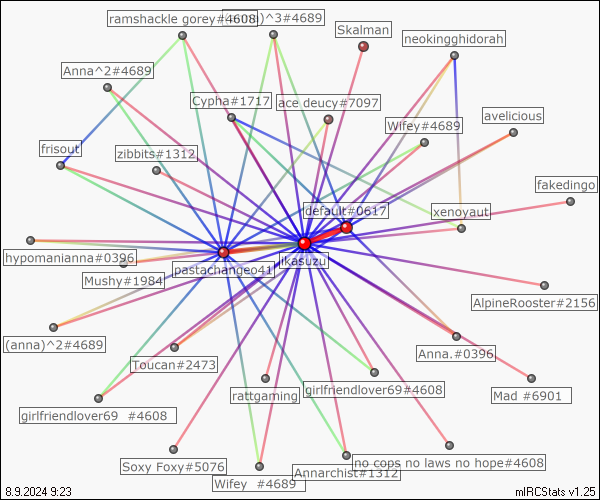 ramshackle gorey#4608
)^3#4689
Skalman
neokingghidorah
Anna^2#4689
Cypha#1717
ace deucy#7097
avelicious
Wifey#4689
frisout
zibbits#1312
fakedingo
default#0617
xenoyaut
hypomanianna#0396
jikasuzu
pastachangeo41
Mushy#1984
AlpineRooster#2156
(anna)^2#4689
Anna.#0396
Toucan#2473
girlfriendlover69#4608
Mad #6901
rattgaming
girlfriendlover69 #4608
no cops no laws no hope#4608
Soxy Foxy#5076
Annarchist#1312
Wifey #4689
8.9.2024 9:23
mIRCStats v1.25